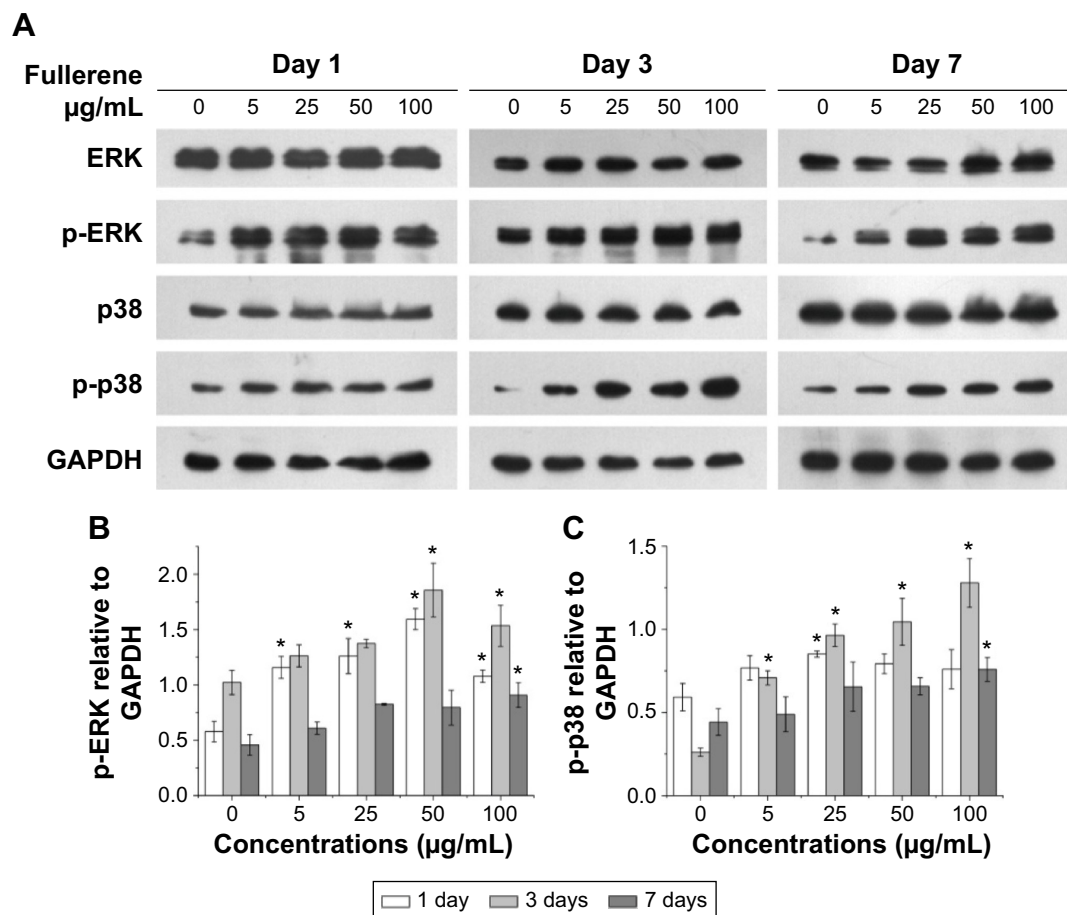 A
Fullerene
µg/mL
Day 1
Day 3
Day 7
0 5 25 50 100
0 5 25 50 100
0 5 25 50 100
ERK
p-ERK
p38
p-p38
GAPDH
B
p-ERK relative to
GAPDH
2.0
1.5
1.0
0.5
0.0
* * * * * * *
0 5 25 50 100
Concentrations (µg/mL)
C
p-p38 relative to
GAPDH
1.5
1.0
0.5
0.0
* * * * * *
0 5 25 50 100
Concentrations (µg/mL)
1 day 3 days 7 days